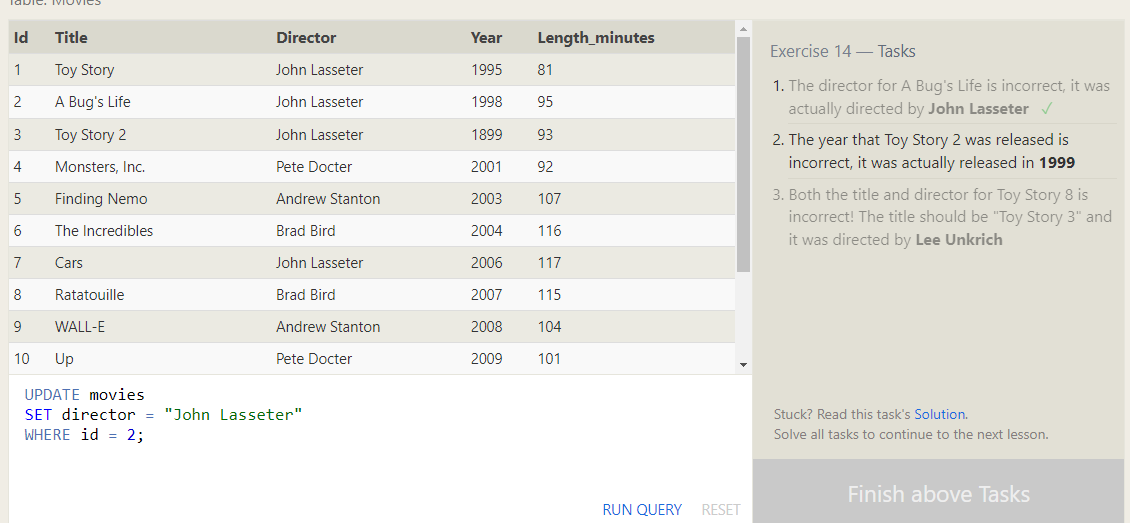 Table: Movies
Id Title Director Year Length_minutes
1 Toy Story John Lasseter 1995 81
2 A Bug's Life John Lasseter 1998 95
3 Toy Story 2 John Lasseter 1899 93
4 Monsters, Inc. Pete Docter 2001 92
5 Finding Nemo Andrew Stanton 2003 107
6 The Incredibles Brad Bird 2004 116
7 Cars John Lasseter 2006 117
8 Ratatouille Brad Bird 2007 115
9 WALL-E Andrew Stanton 2008 104
10 Up Pete Docter 2009 101
UPDATE movies
SET director = "John Lasseter"
WHERE id = 2;
RUN QUERY RESET
Exercise 14 — Tasks
1. The director for A Bug's Life is incorrect, it was
actually directed by John Lasseter ✓
2. The year that Toy Story 2 was released is
incorrect, it was actually released in 1999
3. Both the title and director for Toy Story 8 is
incorrect! The title should be "Toy Story 3" and
it was directed by Lee Unkrich
Stuck? Read this task's Solution.
Solve all tasks to continue to the next lesson.
Finish above Tasks